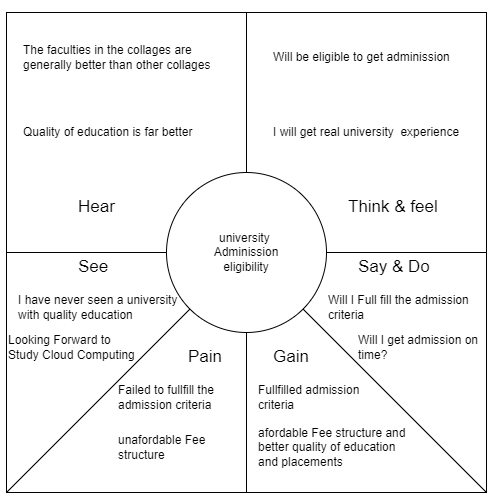 The faculties in the collages are
generally better than other collages
Quality of education is far better
Hear
Will be eligible to get adminission
I will get real university experience
Think & feel
university
Adminission
eligibility
See
I have never seen a university
with quality education
Looking Forward to
Study Cloud Computing
Say & Do
Will I Full fill the admission
criteria
Will I get admission on
time?
Pain
Failed to fullfill the
admission criteria
unafordable Fee
structure
Gain
Fullfilled admission
criteria
afordable Fee structure and
better quality of education
and placements